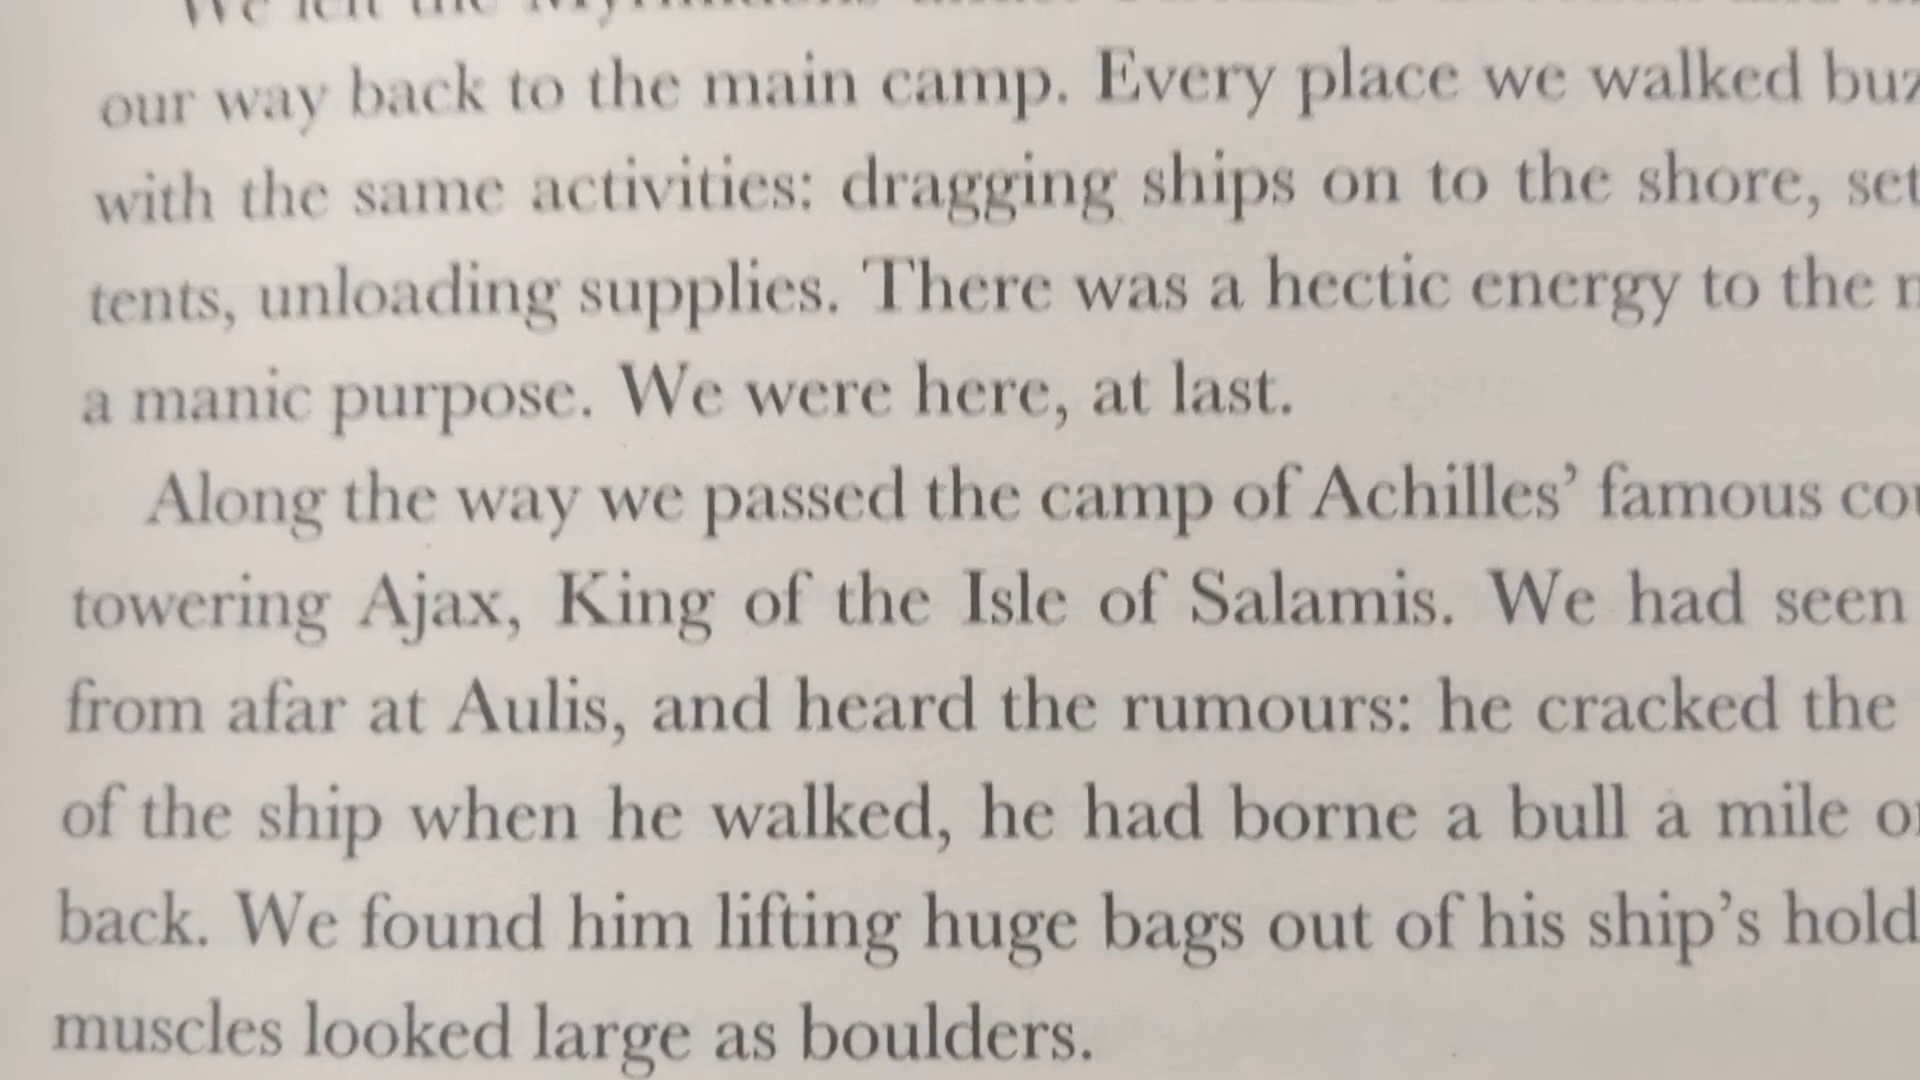 We left the
our way back to the main camp. Every place we walked
with the same activities: dragging ships on to the shore,
tents, unloading supplies. There was a hectic energy to the
a manic purpose. We were here, at last.
Along the way we passed the camp of Achilles’ famous
towering Ajax, King of the Isle of Salamis. We had seen
from afar at Aulis, and heard the rumours: he cracked the
of the ship when he walked, he had borne a bull a mile
back. We found him lifting huge bags out of his ship’s hold
muscles looked large as boulders.